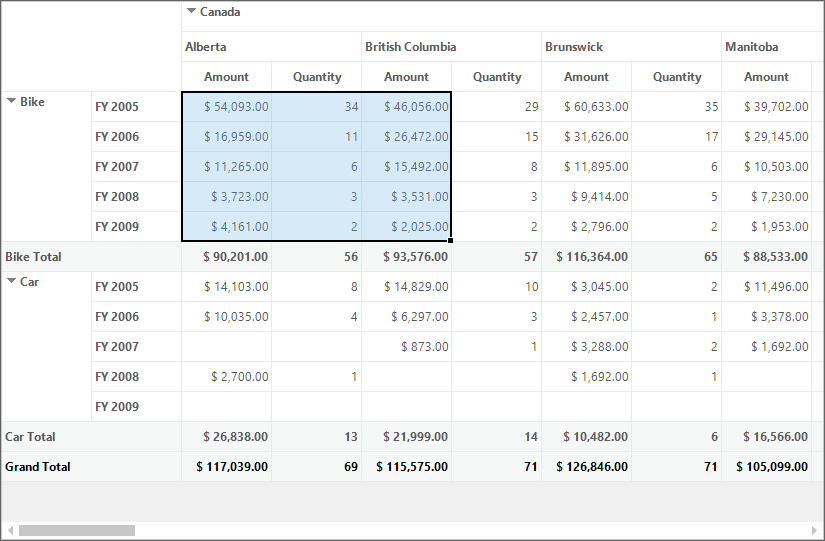 Canada
Alberta British Columbia Brunswick Manitoba
Amount Quantity Amount Quantity Amount Quantity Amount
Bike FY 2005 $ 54,093.00 34 $ 46,056.00 29 $ 60,633.00 35 $ 39,702.00
FY 2006 $ 16,959.00 11 $ 26,472.00 15 $ 31,626.00 17 $ 29,145.00
FY 2007 $ 11,265.00 6 $ 15,492.00 8 $ 11,895.00 6 $ 10,503.00
FY 2008 $ 3,723.00 3 $ 3,531.00 3 $ 9,414.00 5 $ 7,230.00
FY 2009 $ 4,161.00 2 $ 2,025.00 2 $ 2,796.00 2 $ 1,953.00
Bike Total $ 90,201.00 56 $ 93,576.00 57 $ 116,364.00 65 $ 88,533.00
Car FY 2005 $ 14,103.00 8 $ 14,829.00 10 $ 3,045.00 2 $ 11,496.00
FY 2006 $ 10,035.00 4 $ 6,297.00 3 $ 2,457.00 1 $ 3,378.00
FY 2007 $ 873.00 1 $ 3,288.00 2 $ 1,692.00
FY 2008 $ 2,700.00 1 $ 1,692.00 1
FY 2009
Car Total $ 26,838.00 13 $ 21,999.00 14 $ 10,482.00 6 $ 16,566.00
Grand Total $ 117,039.00 69 $ 115,575.00 71 $ 126,846.00 71 $ 105,099.00